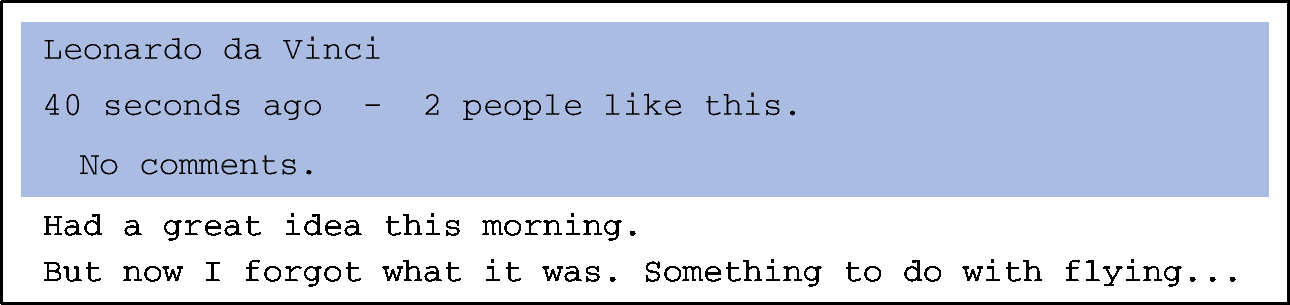 Leonardo da Vinci
40 seconds ago  -  2 people like this.
No comments.
Had a great idea this morning.
But now I forgot what it was. Something to do with flying...